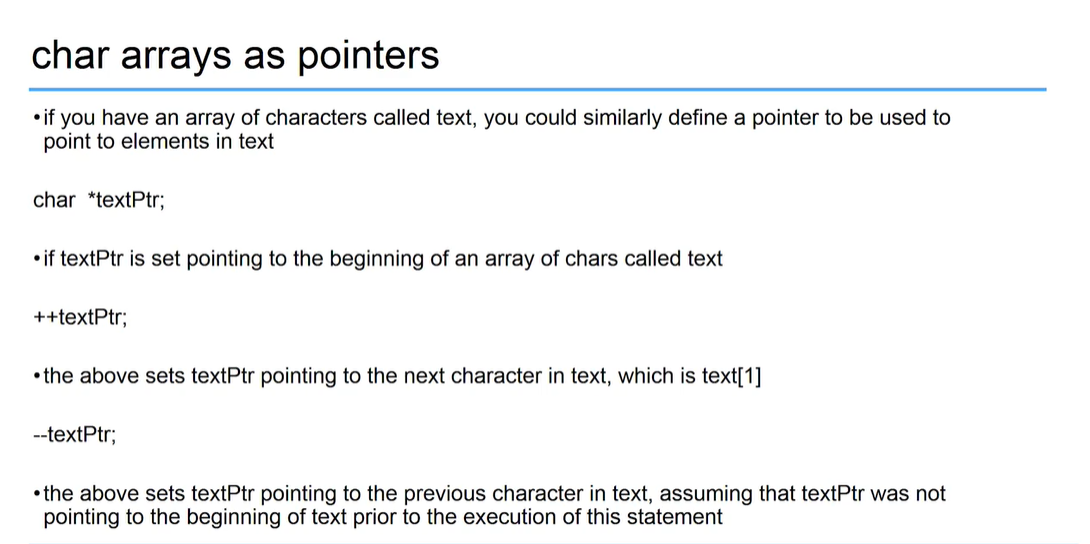 char arrays as pointers
•if you have an array of characters called text, you could similarly define a pointer to be used to
point to elements in text
char *textPtr;
•if textPtr is set pointing to the beginning of an array of chars called text
++textPtr;
•the above sets textPtr pointing to the next character in text, which is text[1]
--textPtr;
•the above sets textPtr pointing to the previous character in text, assuming that textPtr was not
pointing to the beginning of text prior to the execution of this statement